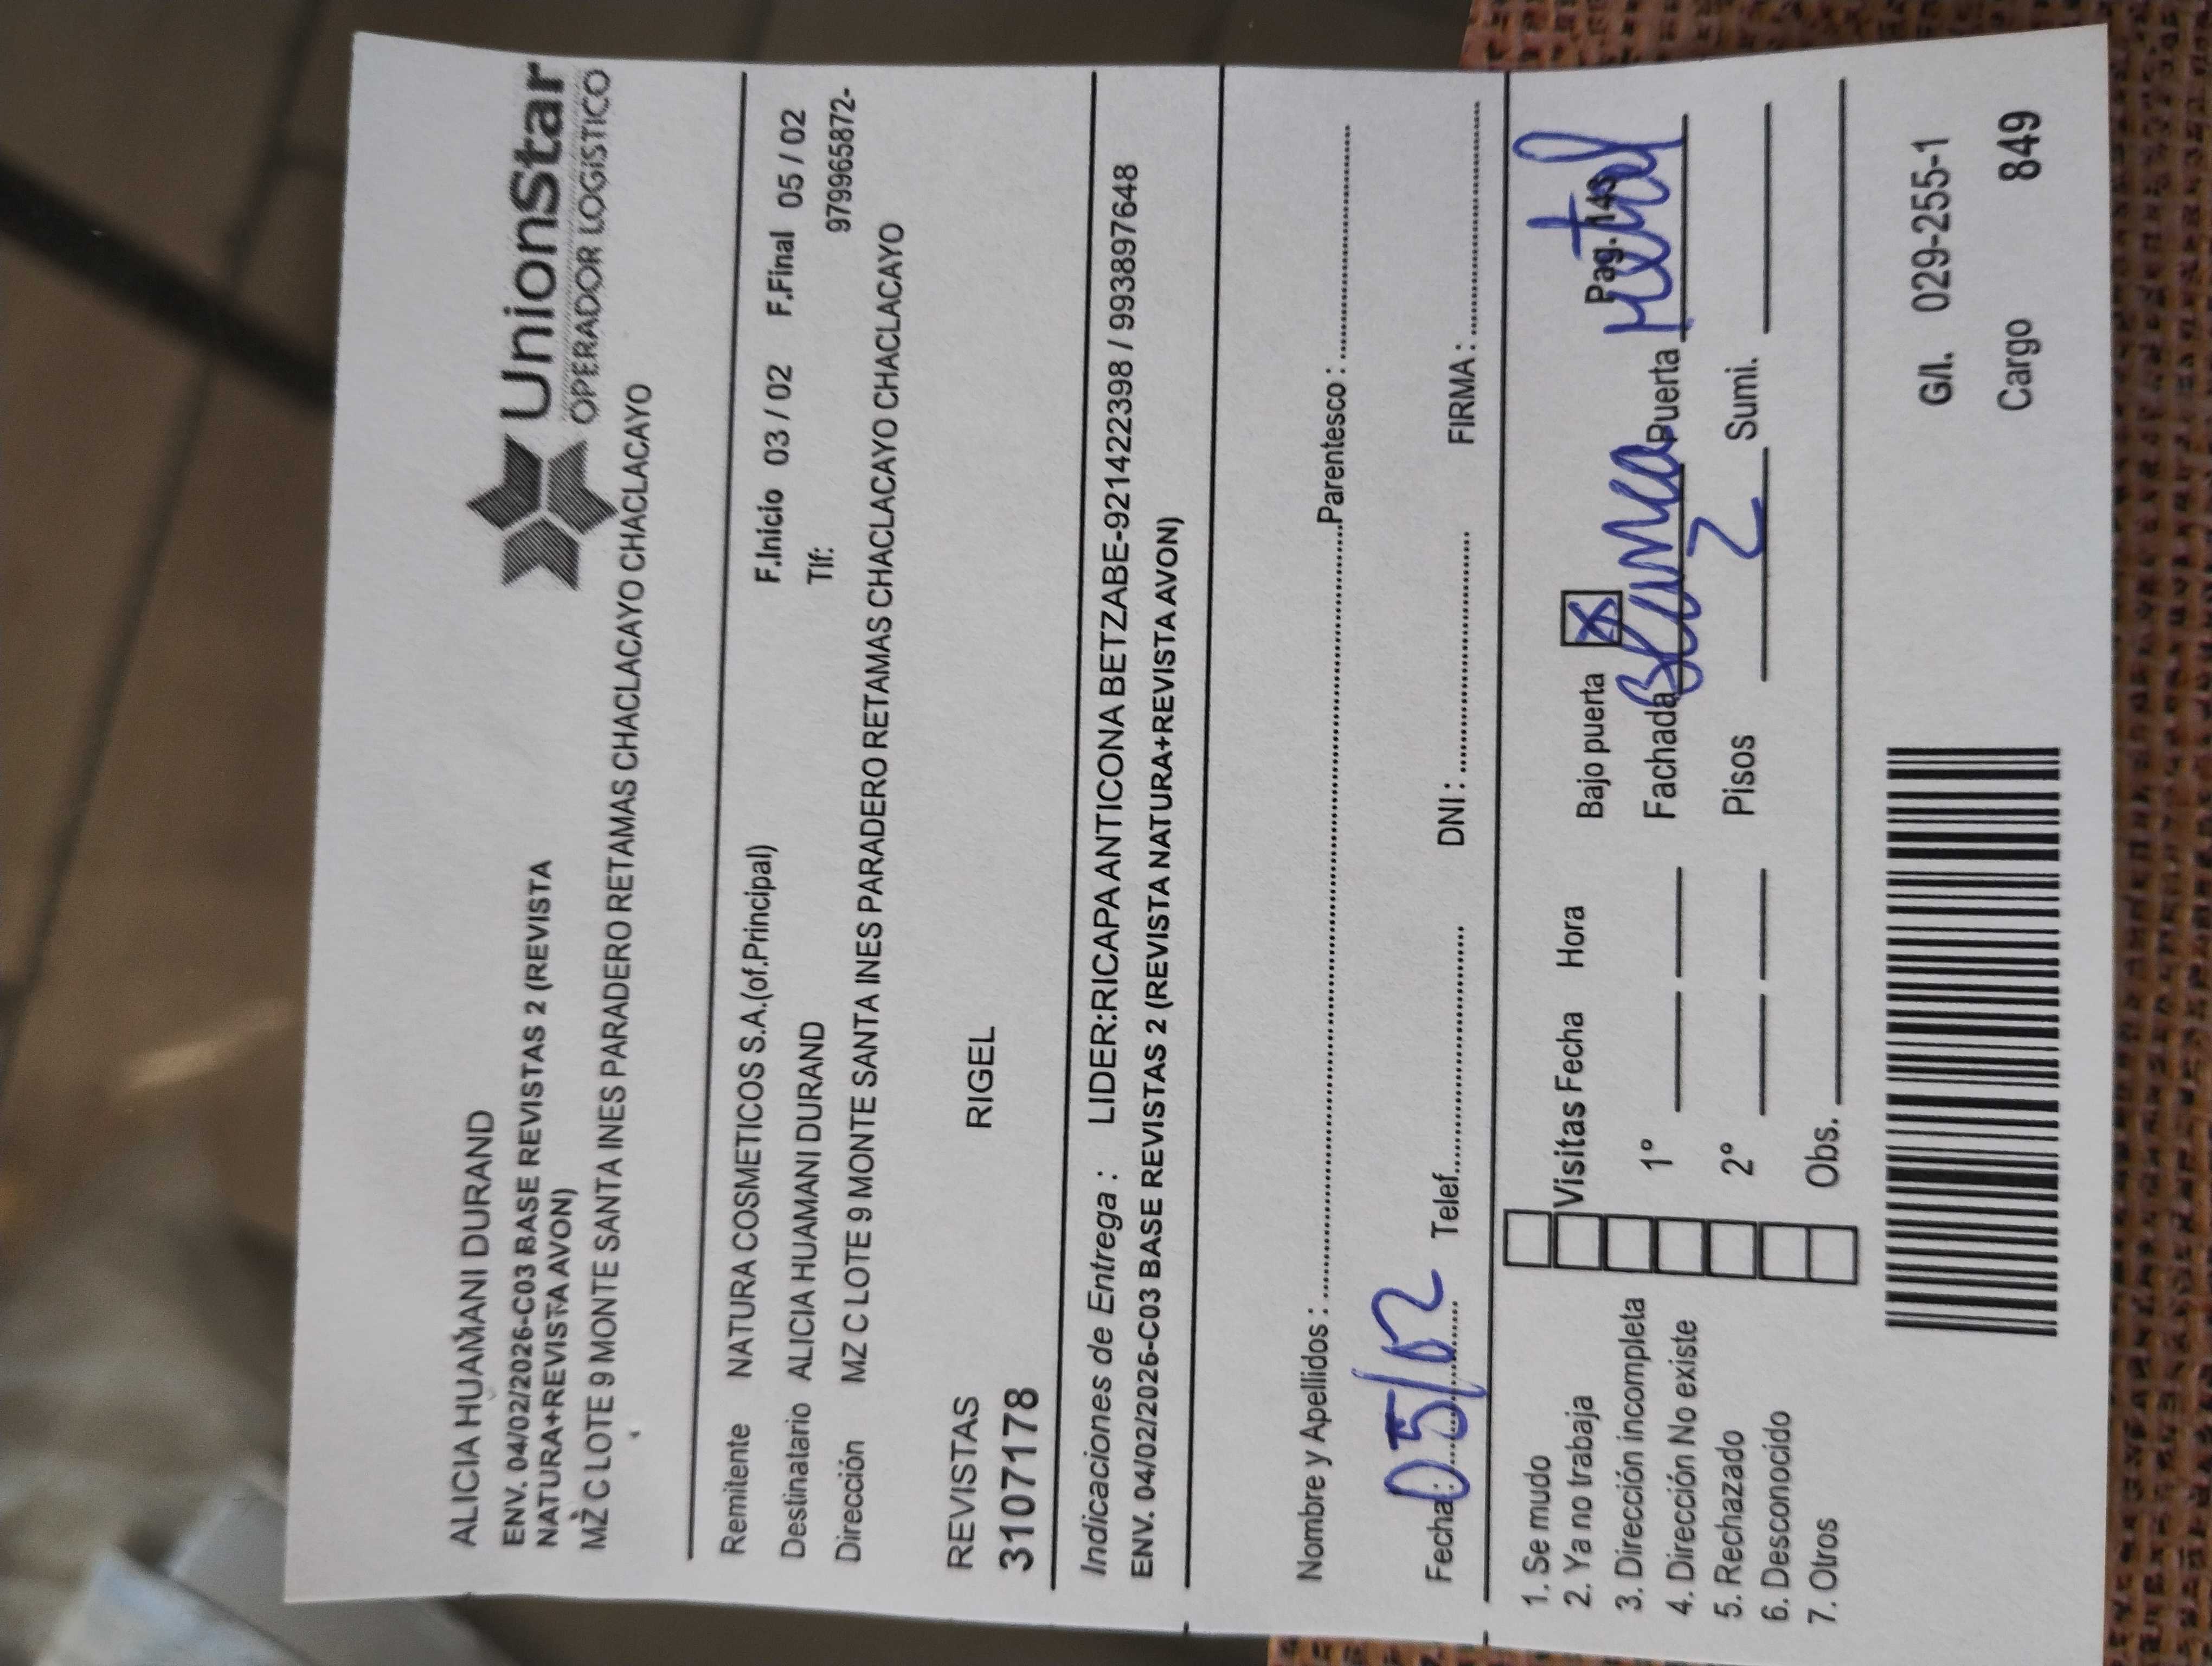 ALICIA HUAMANI DURAND
UnionStar
OPERADOR LOGISTICO
ENV. 04/02/2026-C03 BASE REVISTAS 2 (REVISTA
NATURA+REVISTA AVON)
MZ C LOTE 9 MONTE SANTA INES PARADERO RETAMAS CHACLACAYO CHACLACAYO
Remitente NATURA COSMETICOS S.A.(of.Principal) F.Inicio 03 / 02 F.Final 05 / 02
Destinatario ALICIA HUAMANI DURAND Tlf: 979965872-
Dirección MZ C LOTE 9 MONTE SANTA INES PARADERO RETAMAS CHACLACAYO CHACLACAYO
REVISTAS RIGEL
3107178
Indicaciones de Entrega : LIDER:RICAPA ANTICONA BETZABE-921422398 / 993897648
ENV. 04/02/2026-C03 BASE REVISTAS 2 (REVISTA NATURA+REVISTA AVON)
Nombre y Apellidos : Parentesco :
Fecha : 05/02 Telef. DNI : FIRMA :
1. Se mudo
2. Ya no trabaja Visitas Fecha Hora Bajo puerta X Pag. 143
3. Dirección incompleta 1° Fachada Blanca Puerta Metal
4. Dirección No existe
5. Rechazado 2° Pisos 2 Sumi.
6. Desconocido
7. Otros Obs.
G/I. 029-255-1
Cargo 849